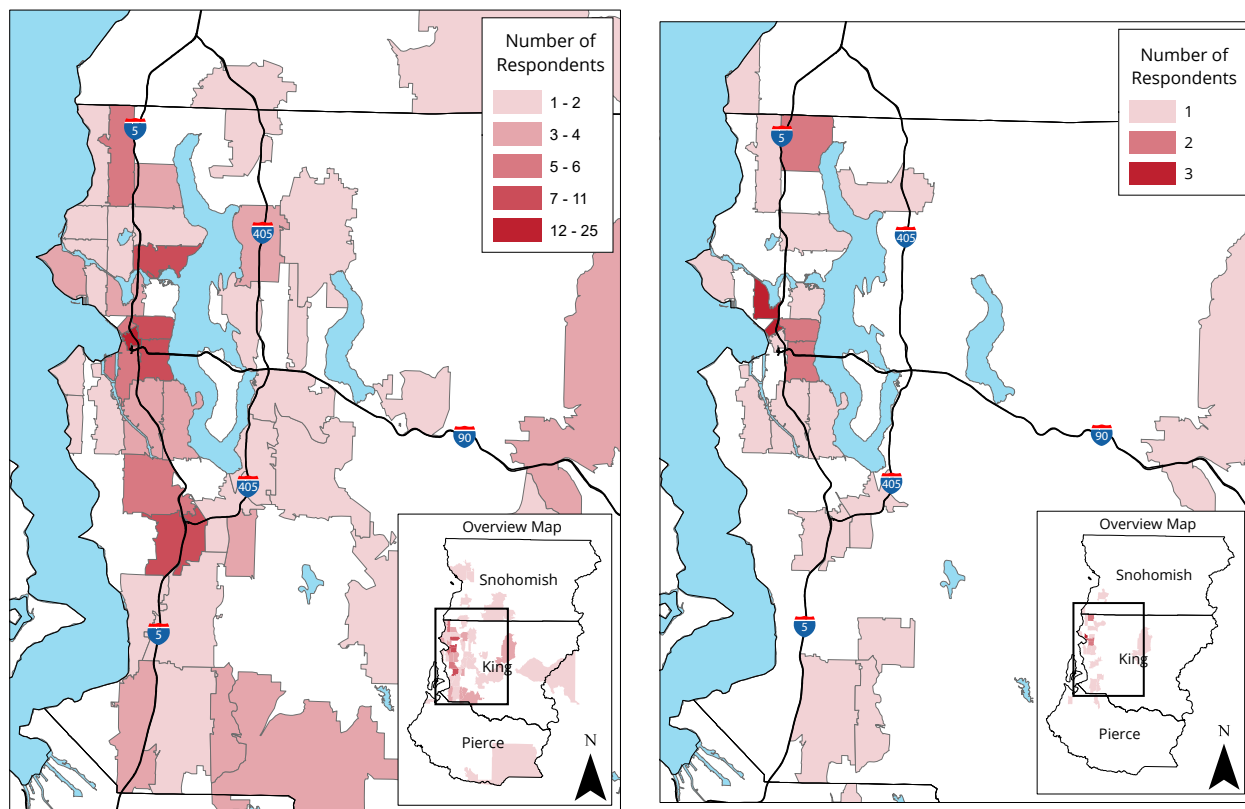 Number of
Respondents
1 - 2
3 - 4
5 - 6
7 - 11
12 - 25
5
405
90
405
5
Overview Map
Snohomish
King
Pierce
N
Number of
Respondents
1
2
3
5
405
90
405
5
Overview Map
Snohomish
King
Pierce
N